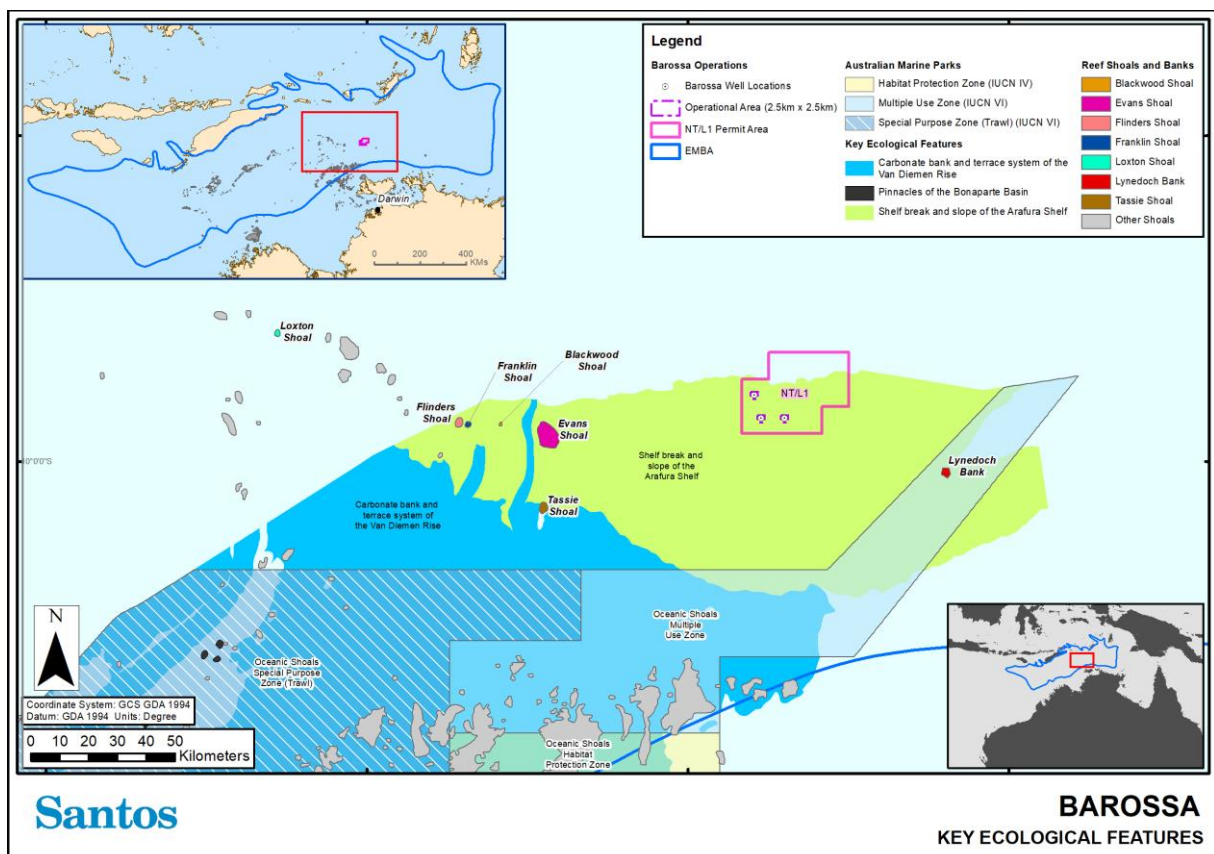 Darwin
0 200 400
KMs
Legend
Barossa Operations
Barossa Well Locations
Operational Area (2.5km x 2.5km)
NT/L1 Permit Area
EMBA
Australian Marine Parks
Habitat Protection Zone (IUCN IV)
Multiple Use Zone (IUCN VI)
Special Purpose Zone (Trawl) (IUCN VI)
Key Ecological Features
Carbonate bank and terrace system of the
Van Diemen Rise
Pinnacles of the Bonaparte Basin
Shelf break and slope of the Arafura Shelf
Reef Shoals and Banks
Blackwood Shoal
Evans Shoal
Flinders Shoal
Franklin Shoal
Loxton Shoal
Lynedoch Bank
Tassie Shoal
Other Shoals
Loxton
Shoal
Franklin
Shoal
Blackwood
Shoal
Flinders
Shoal
Evans
Shoal
NT/L1
Shelf break and
slope of the
Arafura Shelf
Lynedoch
Bank
0°0'0"S
Carbonate bank and
terrace system of
the Van Diemen Rise
Tassie
Shoal
Oceanic Shoals
Multiple
Use Zone
N
Oceanic Shoals
Special Purpose
Zone (Trawl)
Coordinate System: GCS GDA 1994
Datum: GDA 1994 Units: Degree
0 10 20 30 40 50
Kilometers
Oceanic Shoals
Habitat
Protection Zone
Santos
BAROSSA
KEY ECOLOGICAL FEATURES